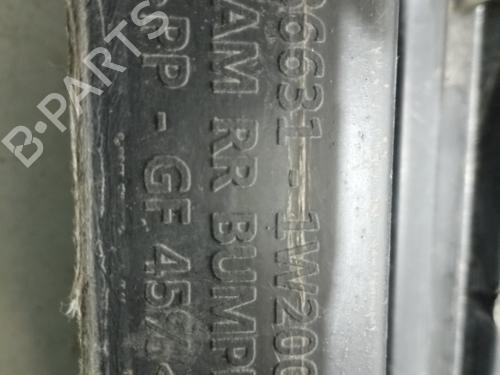 86631 - 1W200
AM RR BUMP
PP - GF 45%
B-PARTS